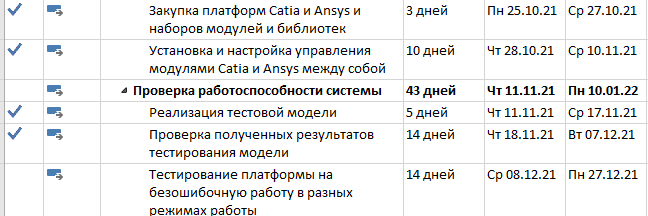 Закупка платформ Catia и Ansys и 3 дней Пн 25.10.21 Ср 27.10.21
наборов модулей и библиотек
Установка и настройка управления 10 дней Чт 28.10.21 Ср 10.11.21
модулями Catia и Ansys между собой
Проверка работоспособности системы 43 дней Чт 11.11.21 Пн 10.01.22
Реализация тестовой модели 5 дней Чт 11.11.21 Ср 17.11.21
Проверка полученных результатов 14 дней Чт 18.11.21 Вт 07.12.21
тестирования модели
Тестирование платформы на 14 дней Ср 08.12.21 Пн 27.12.21
безошибочную работу в разных
режимах работы